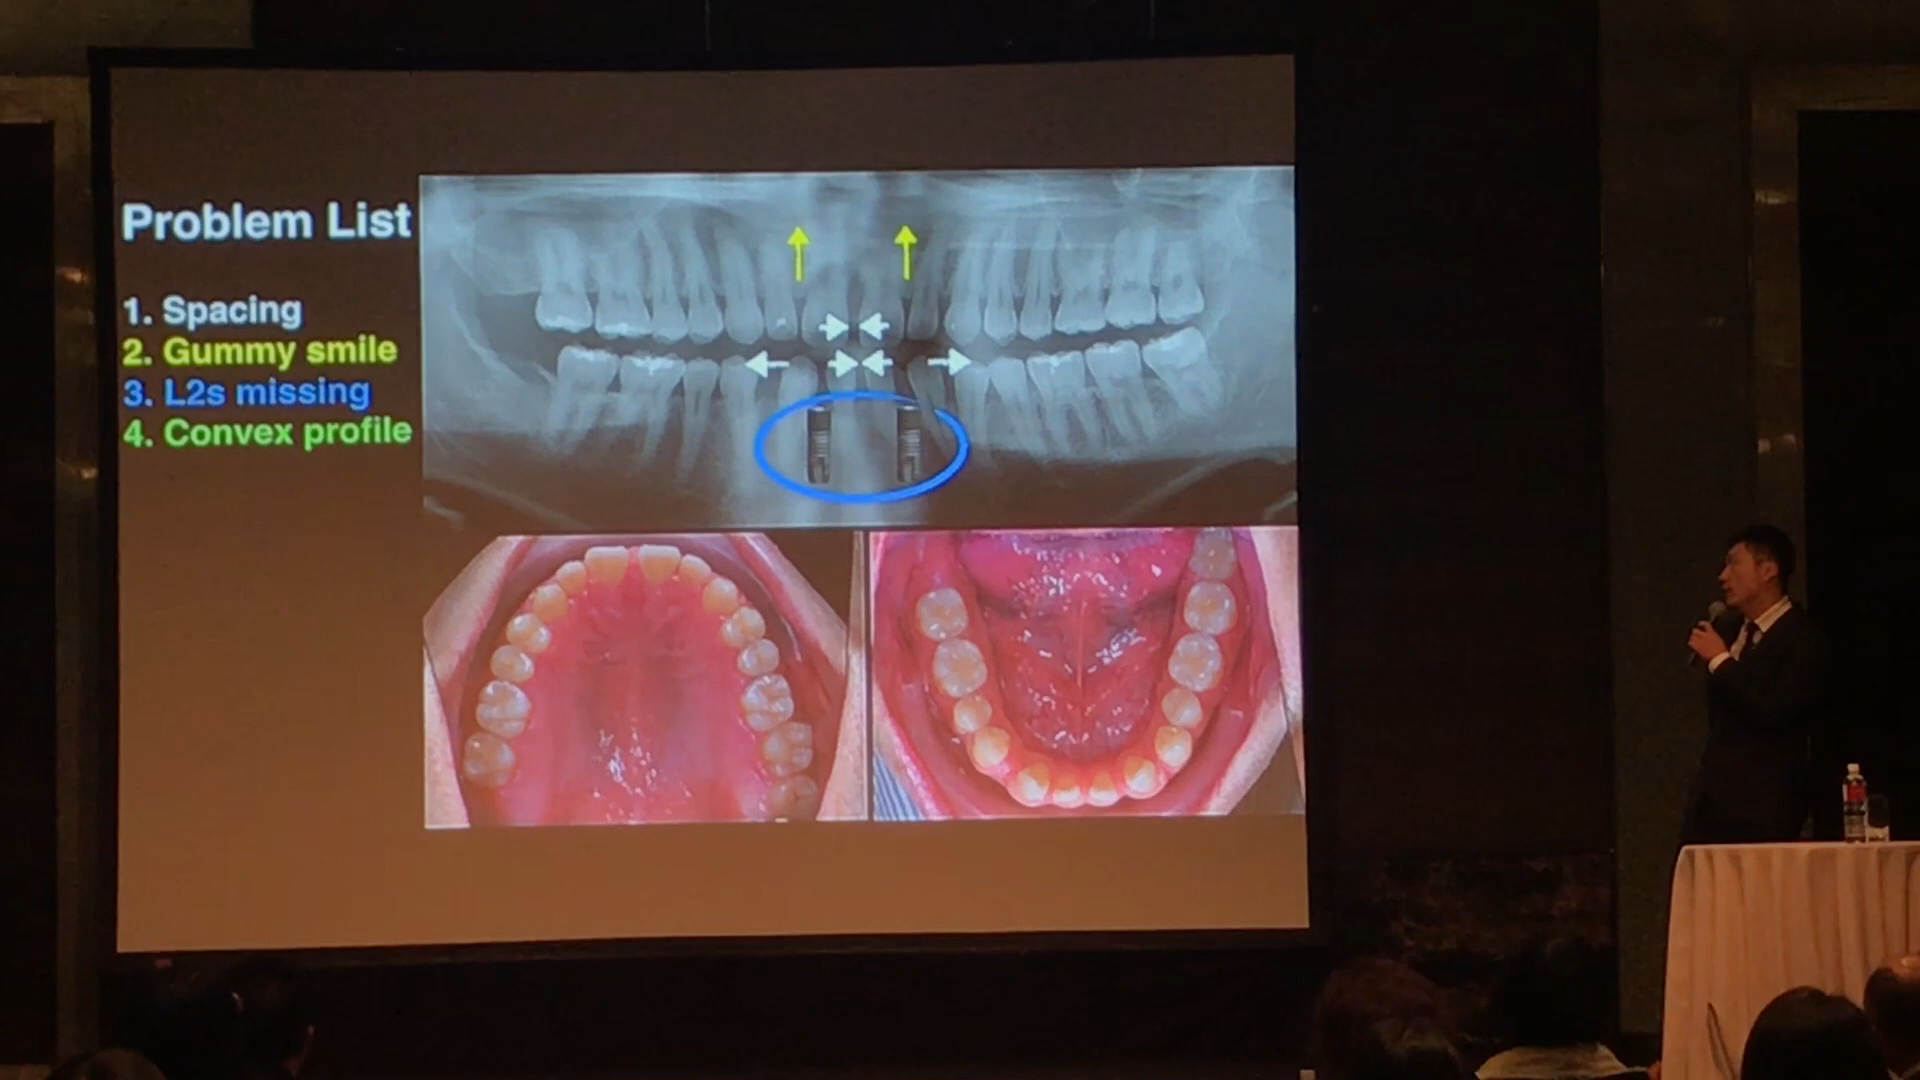 Problem List
1. Spacing
2. Gummy smile
3. L2s missing
4. Convex profile